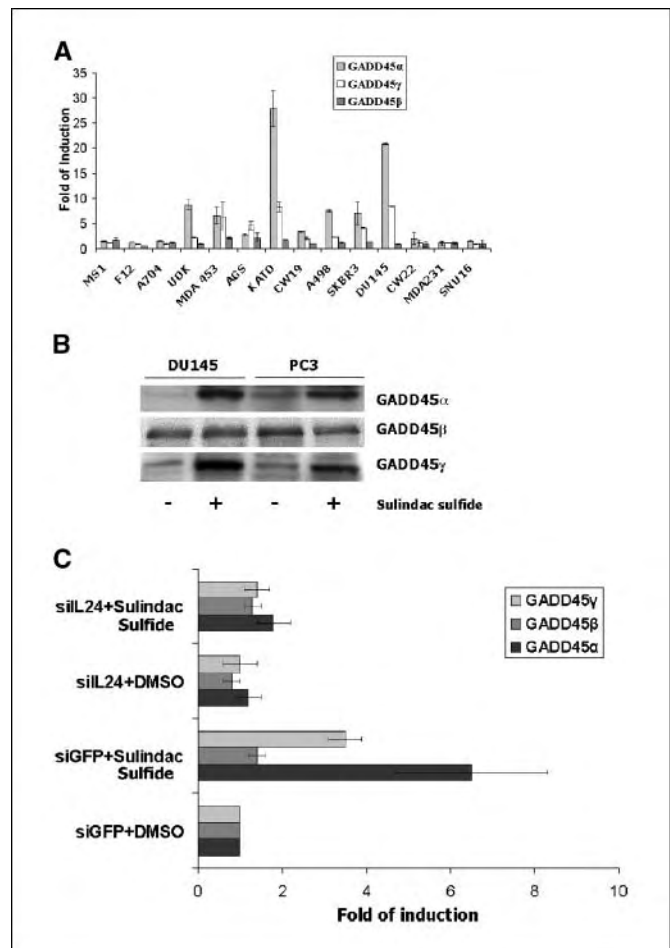 A
GADD45α
GADD45γ
GADD45β
Fold of Induction
35
30
25
20
15
10
5
0
MS1
F12
A704
UOK
MDA 453
AGS
KATO
CW19
A498
SKBR3
DU145
CW22
MDA231
SNU16
B
DU145 PC3
GADD45α
GADD45β
GADD45γ
- + - + Sulindac sulfide
C
GADD45γ
GADD45β
GADD45α
siIL24+Sulindac
Sulfide
siIL24+DMSO
siGFP+Sulindac
Sulfide
siGFP+DMSO
0 2 4 6 8 10
Fold of induction